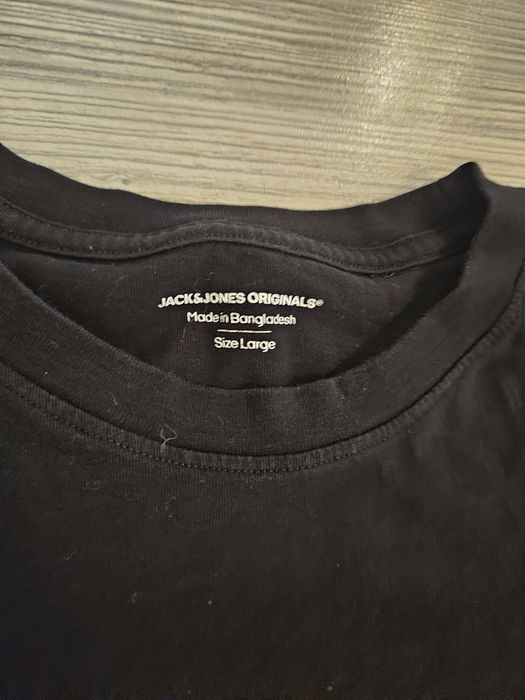 JACK&JONES ORIGINALS®
Made in Bangladesh
Size Large